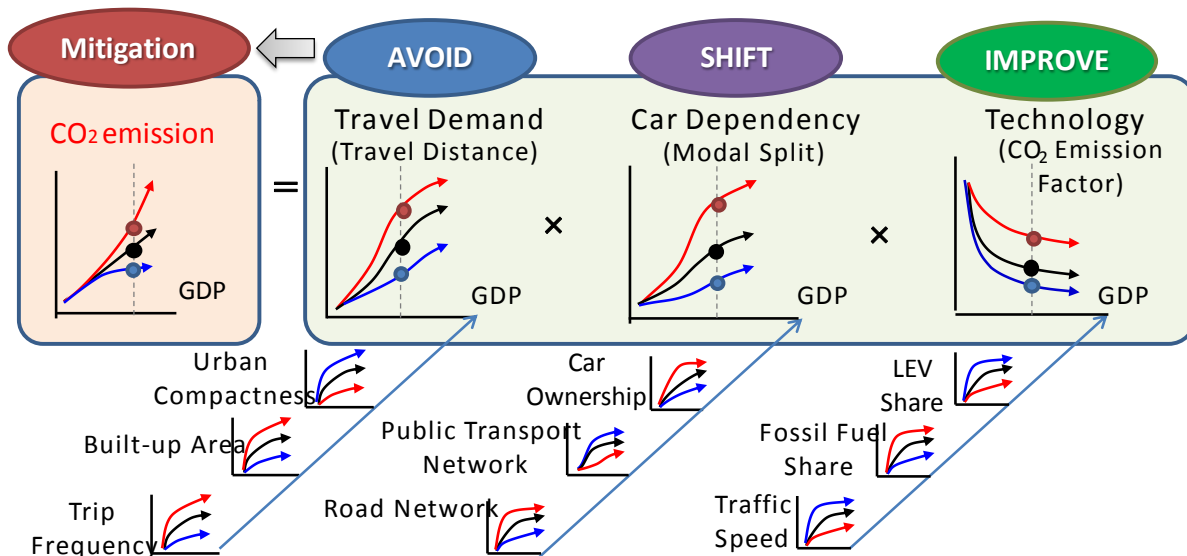 Mitigation
AVOID
SHIFT
IMPROVE
CO2 emission
GDP
=
Travel Demand
(Travel Distance)
GDP
×
Car Dependency
(Modal Split)
GDP
×
Technology
(CO2 Emission
Factor)
GDP
Urban
Compactness
Built-up Area
Trip
Frequency
Car
Ownership
Public Transport
Network
Road Network
LEV
Share
Fossil Fuel
Share
Traffic
Speed